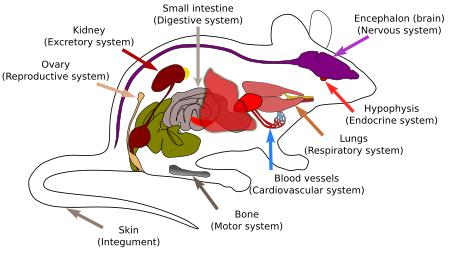 Small intestine
(Digestive system)
Encephalon (brain)
(Nervous system)
Kidney
(Excretory system)
Ovary
(Reproductive system)
Hypophysis
(Endocrine system)
Lungs
(Respiratory system)
Blood vessels
(Cardiovascular system)
Bone
(Motor system)
Skin
(Integument)